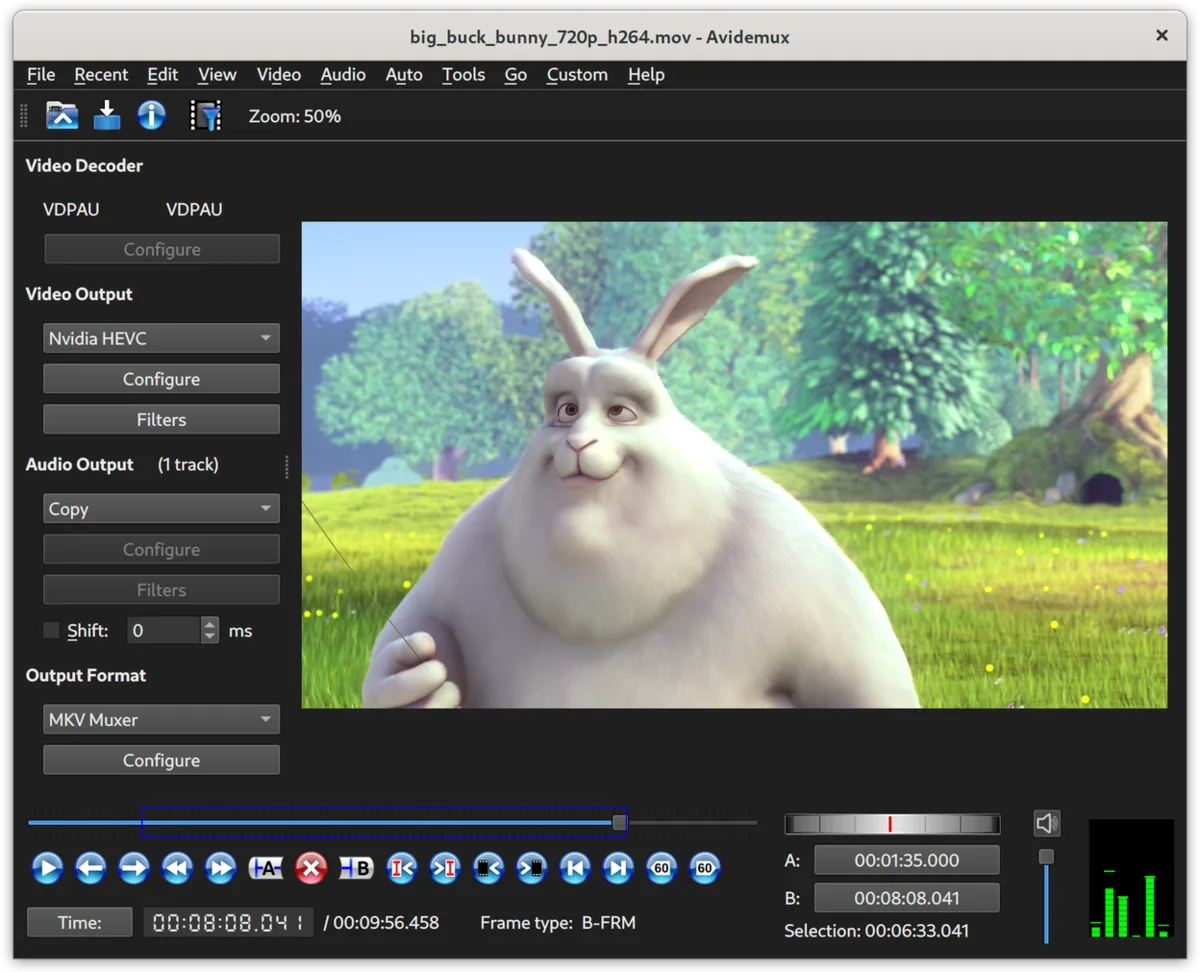 big_buck_bunny_720p_h264.mov - Avidemux
File Recent Edit View Video Audio Auto Tools Go Custom Help
Zoom: 50%
Video Decoder
VDPAU VDPAU
Configure
Video Output
Nvidia HEVC
Configure
Filters
Audio Output (1 track)
Copy
Configure
Filters
Shift: 0 ms
Output Format
MKV Muxer
Configure
A B 60 60
A: 00:01:35.000
B: 00:08:08.041
Time: 00:08:08.041 / 00:09:56.458 Frame type: B-FRM
Selection: 00:06:33.041